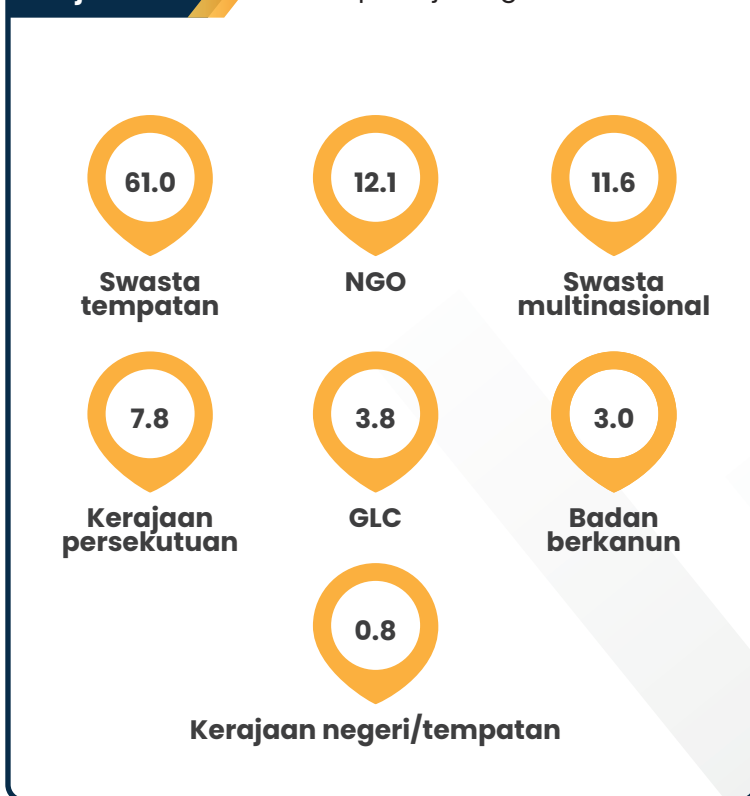 61.0
12.1
11.6
Swasta
tempatan
NGO
Swasta
multinasional
7.8
3.8
3.0
Kerajaan
persekutuan
GLC
Badan
berkanun
0.8
Kerajaan negeri/tempatan